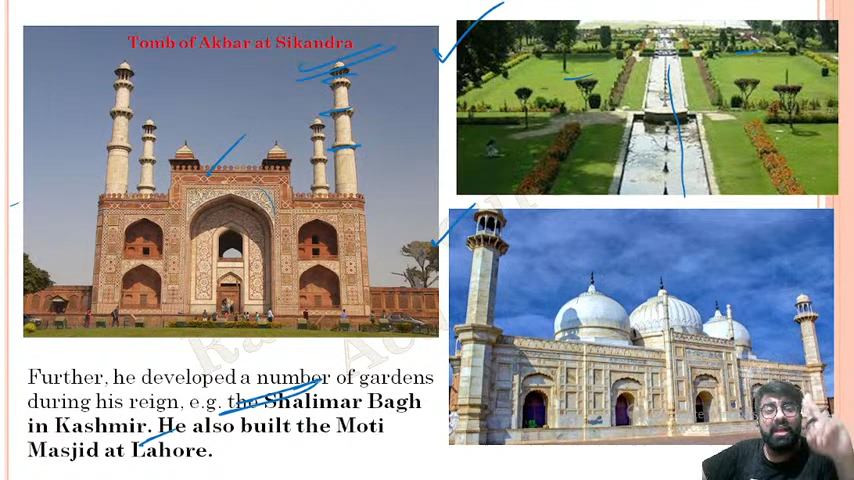 Tomb of Akbar at Sikandra
Further, he developed a number of gardens
during his reign, e.g. the Shalimar Bagh
in Kashmir. He also built the Moti
Masjid at Lahore.